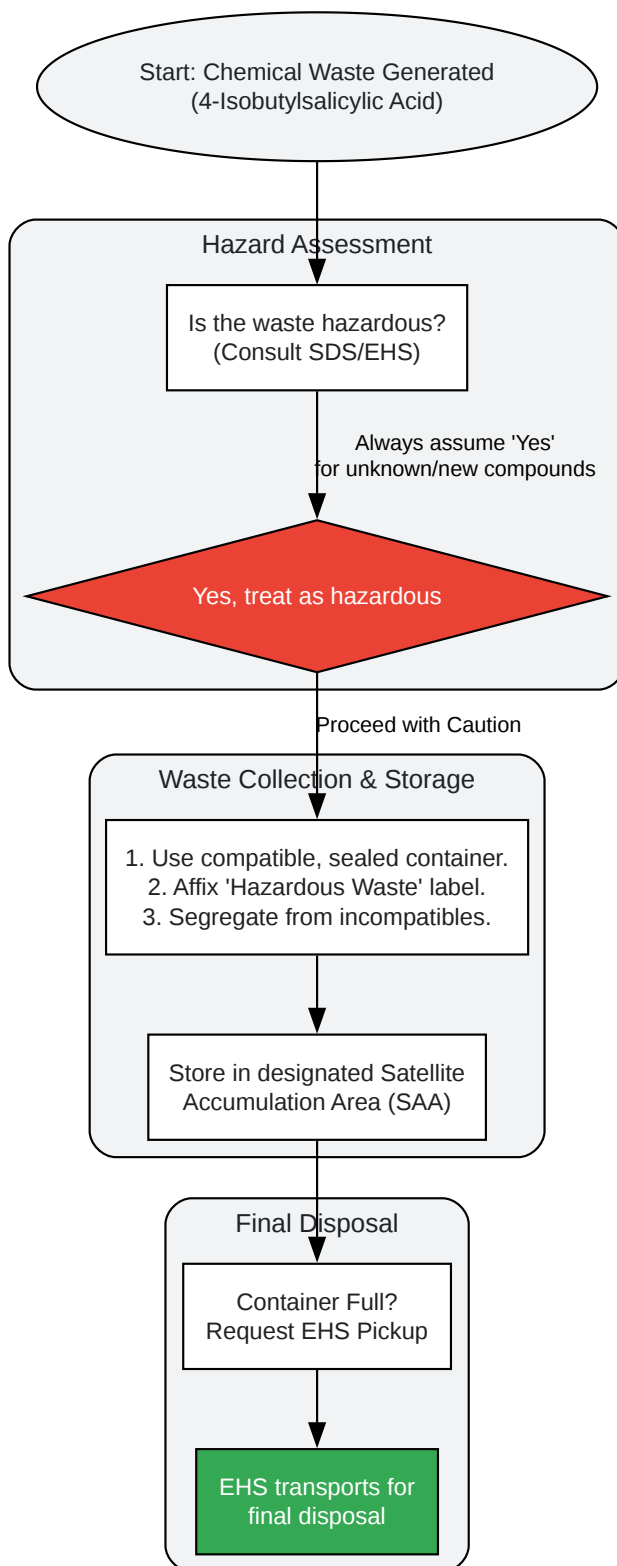 Start: Chemical Waste Generated
(4-Isobutylsalicylic Acid)
Hazard Assessment
Is the waste hazardous?
(Consult SDS/EHS)
Always assume 'Yes'
for unknown/new compounds
Yes, treat as hazardous
Proceed with Caution
Waste Collection & Storage
1. Use compatible, sealed container.
2. Affix 'Hazardous Waste' label.
3. Segregate from incompatibles.
Store in designated Satellite
Accumulation Area (SAA)
Final Disposal
Container Full?
Request EHS Pickup
EHS transports for
final disposal